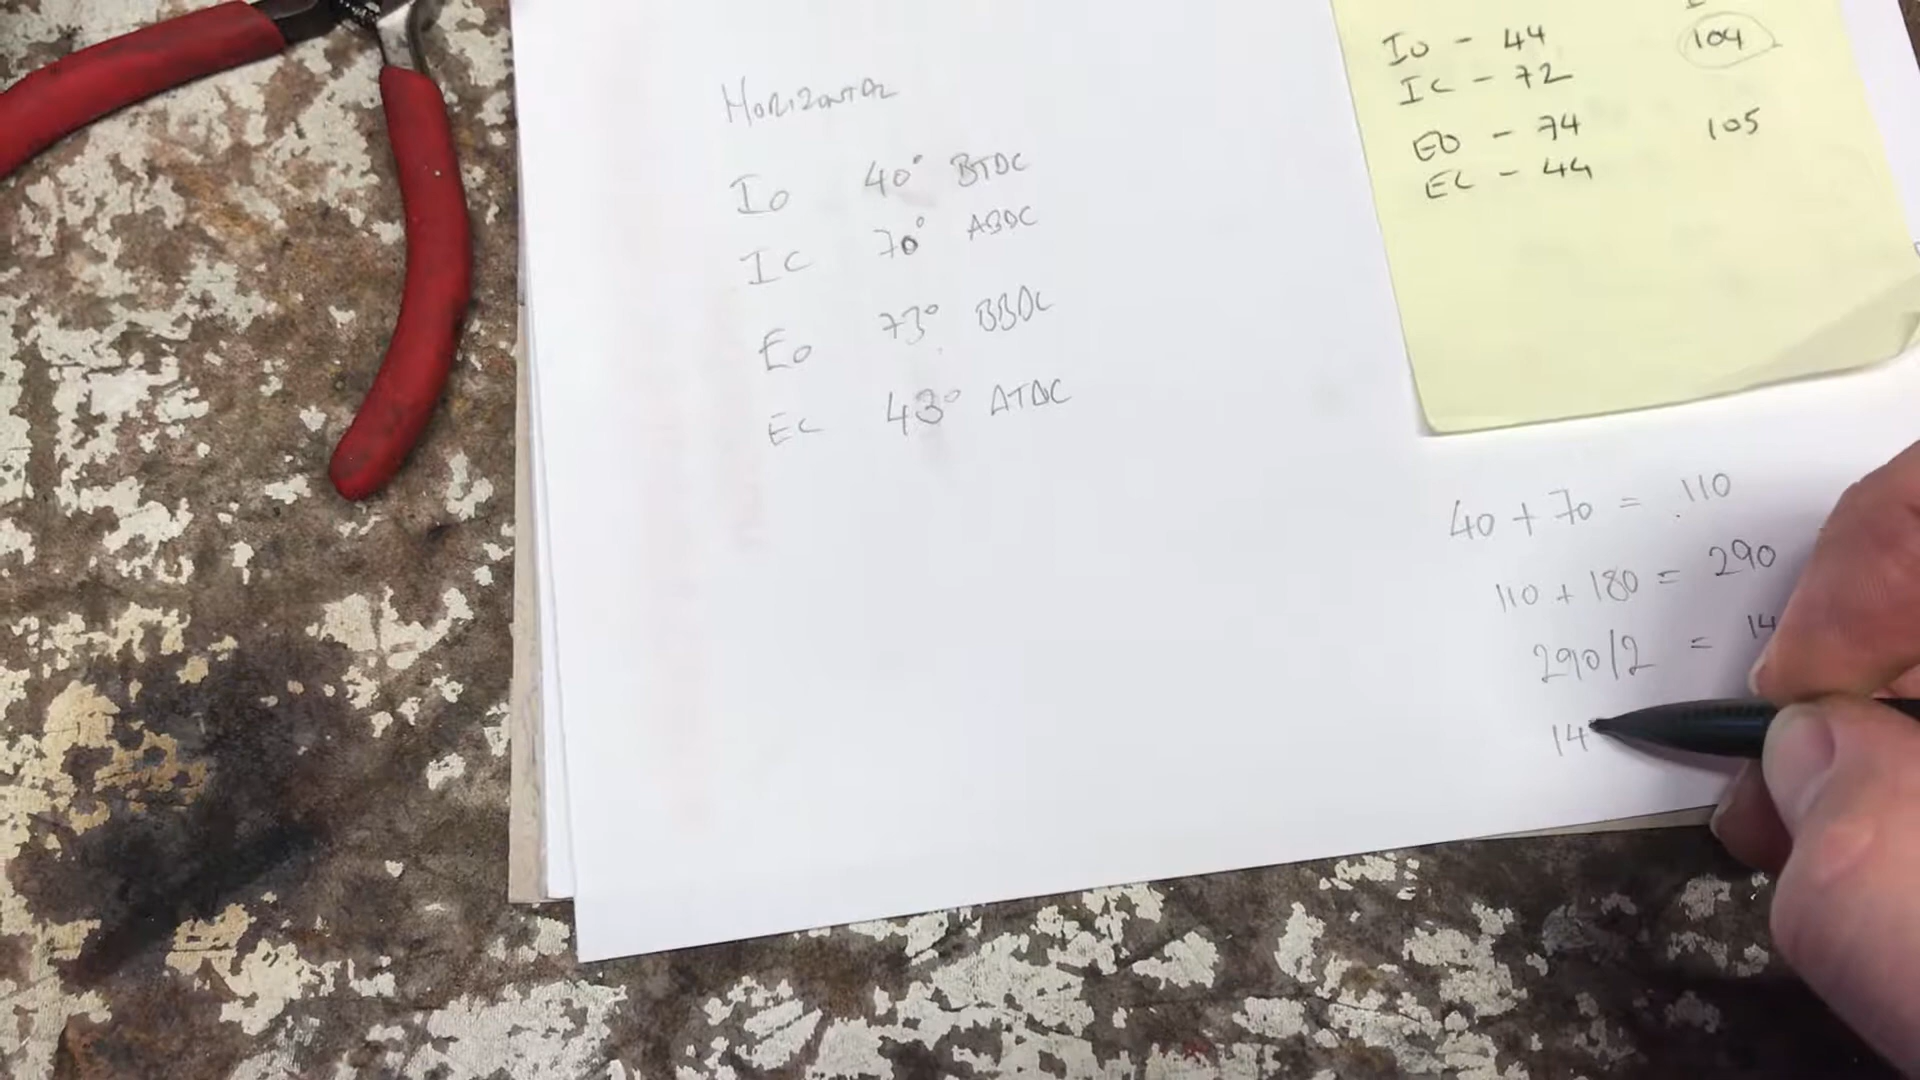 HORIZONTAL
IO 40° BTDC
IC 70° ABDC
EO 73° BBDC
EC 43° ATDC
IO - 44
104
IC - 72
EO - 74
105
EC - 44
40 + 70 = 110
110 + 180 = 290
290/2 = 14
14